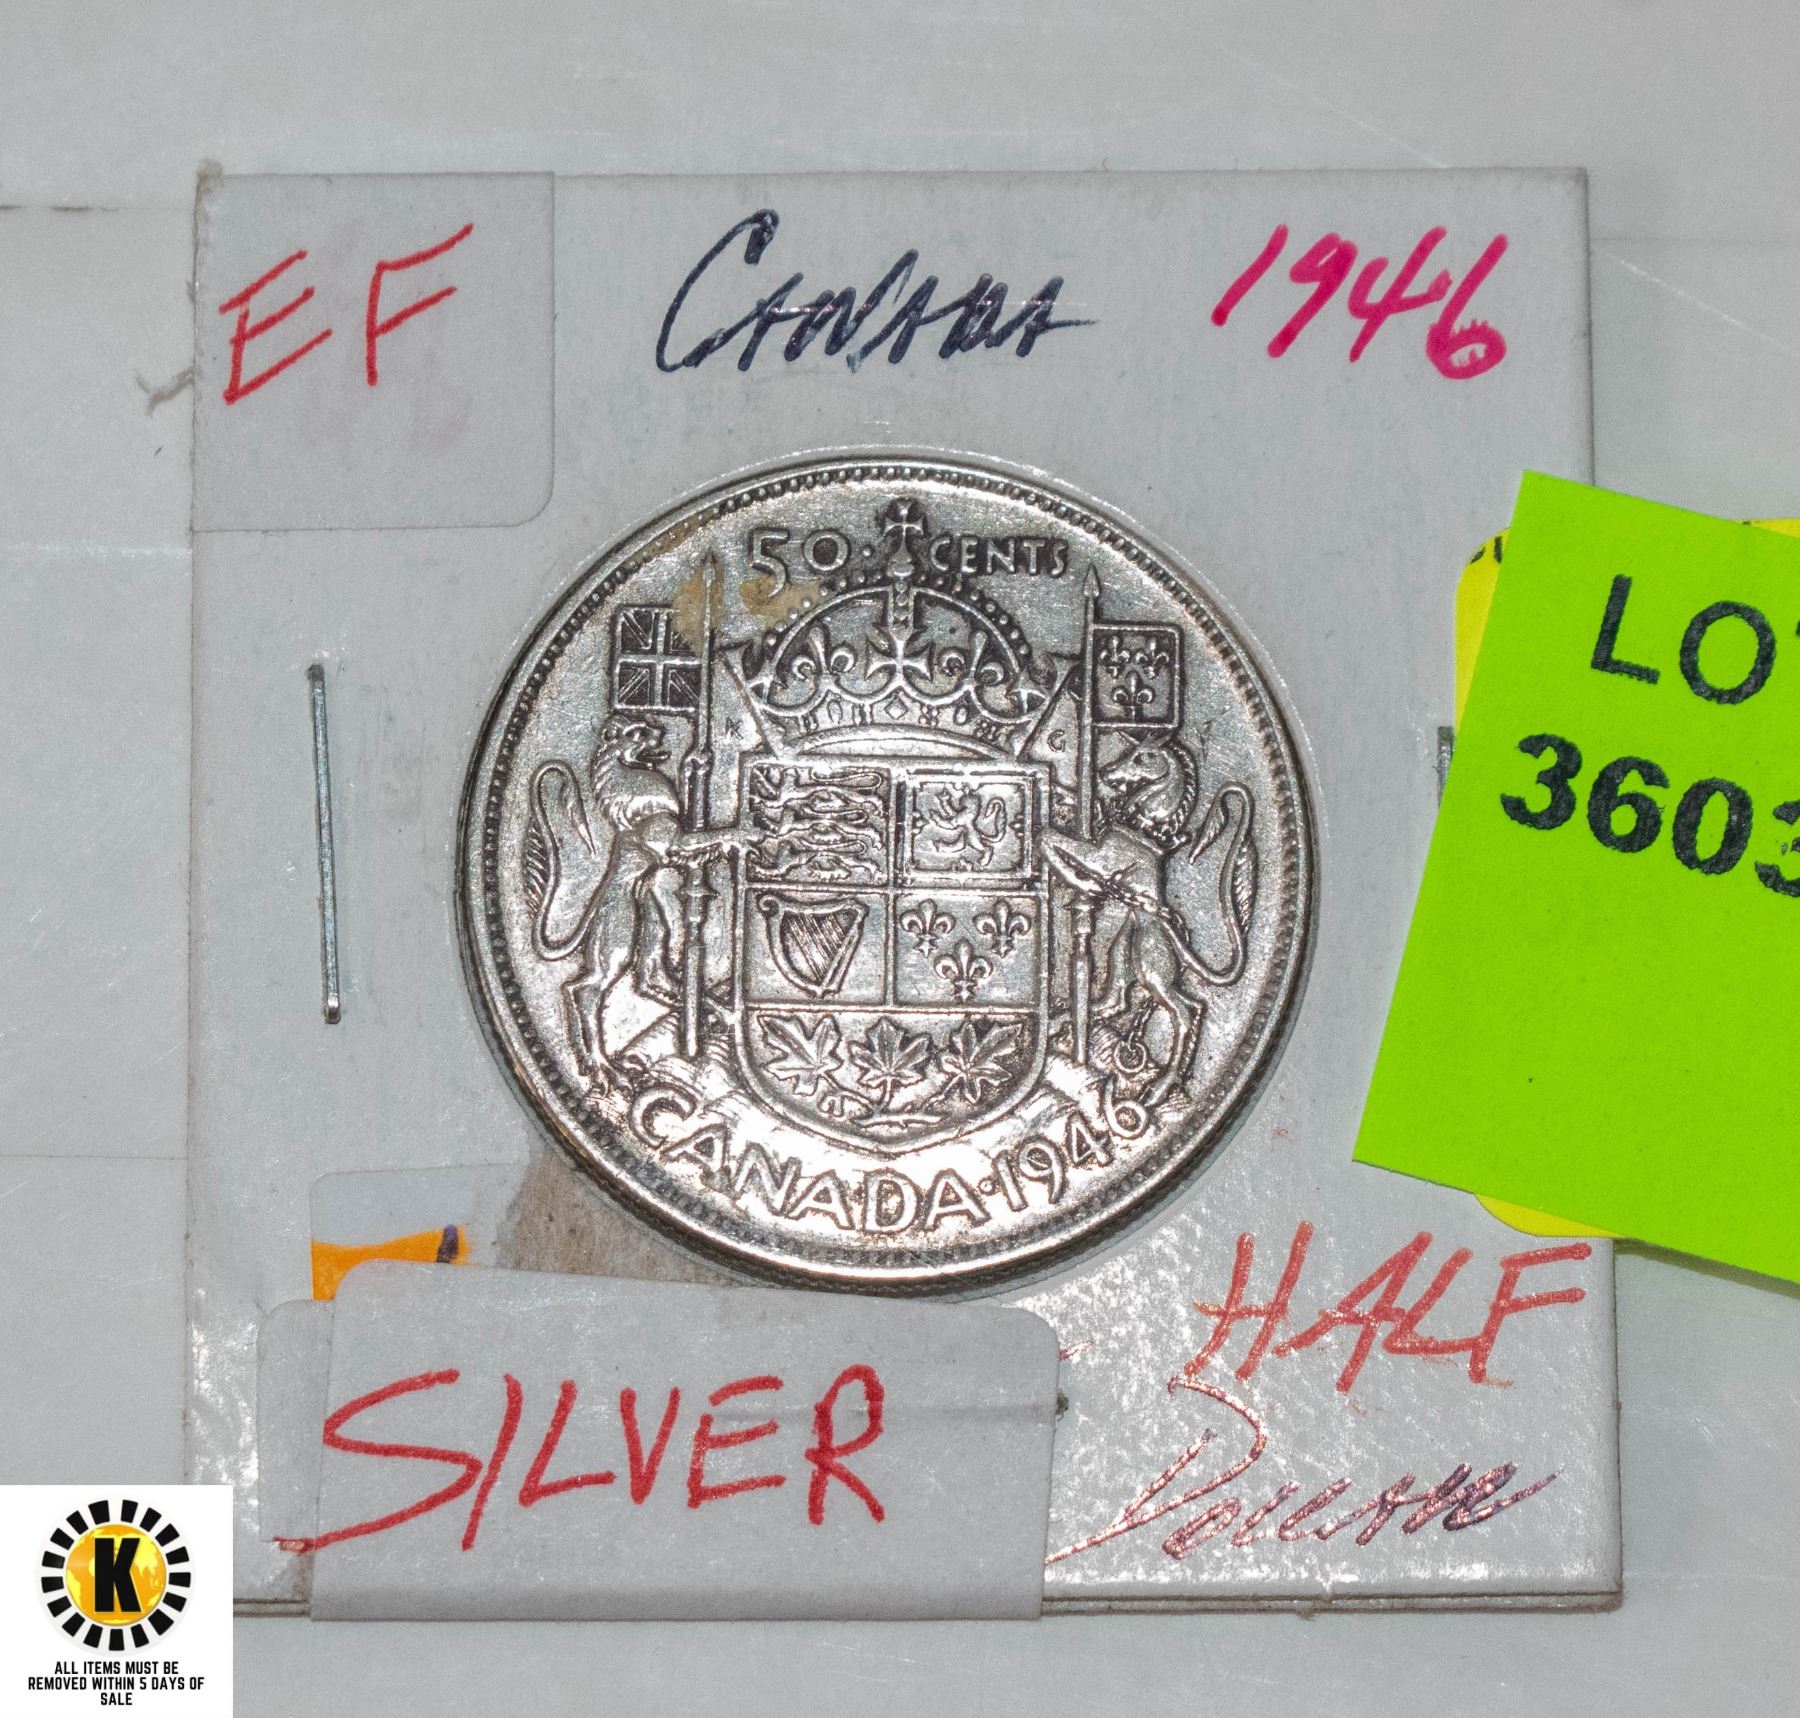 EF
CANADA
1946
50 CENTS
K G
CANADA·1946
LOT
3603
HALF
DOLLAR
SILVER
K
ALL ITEMS MUST BE
REMOVED WITHIN 5 DAYS OF
SALE